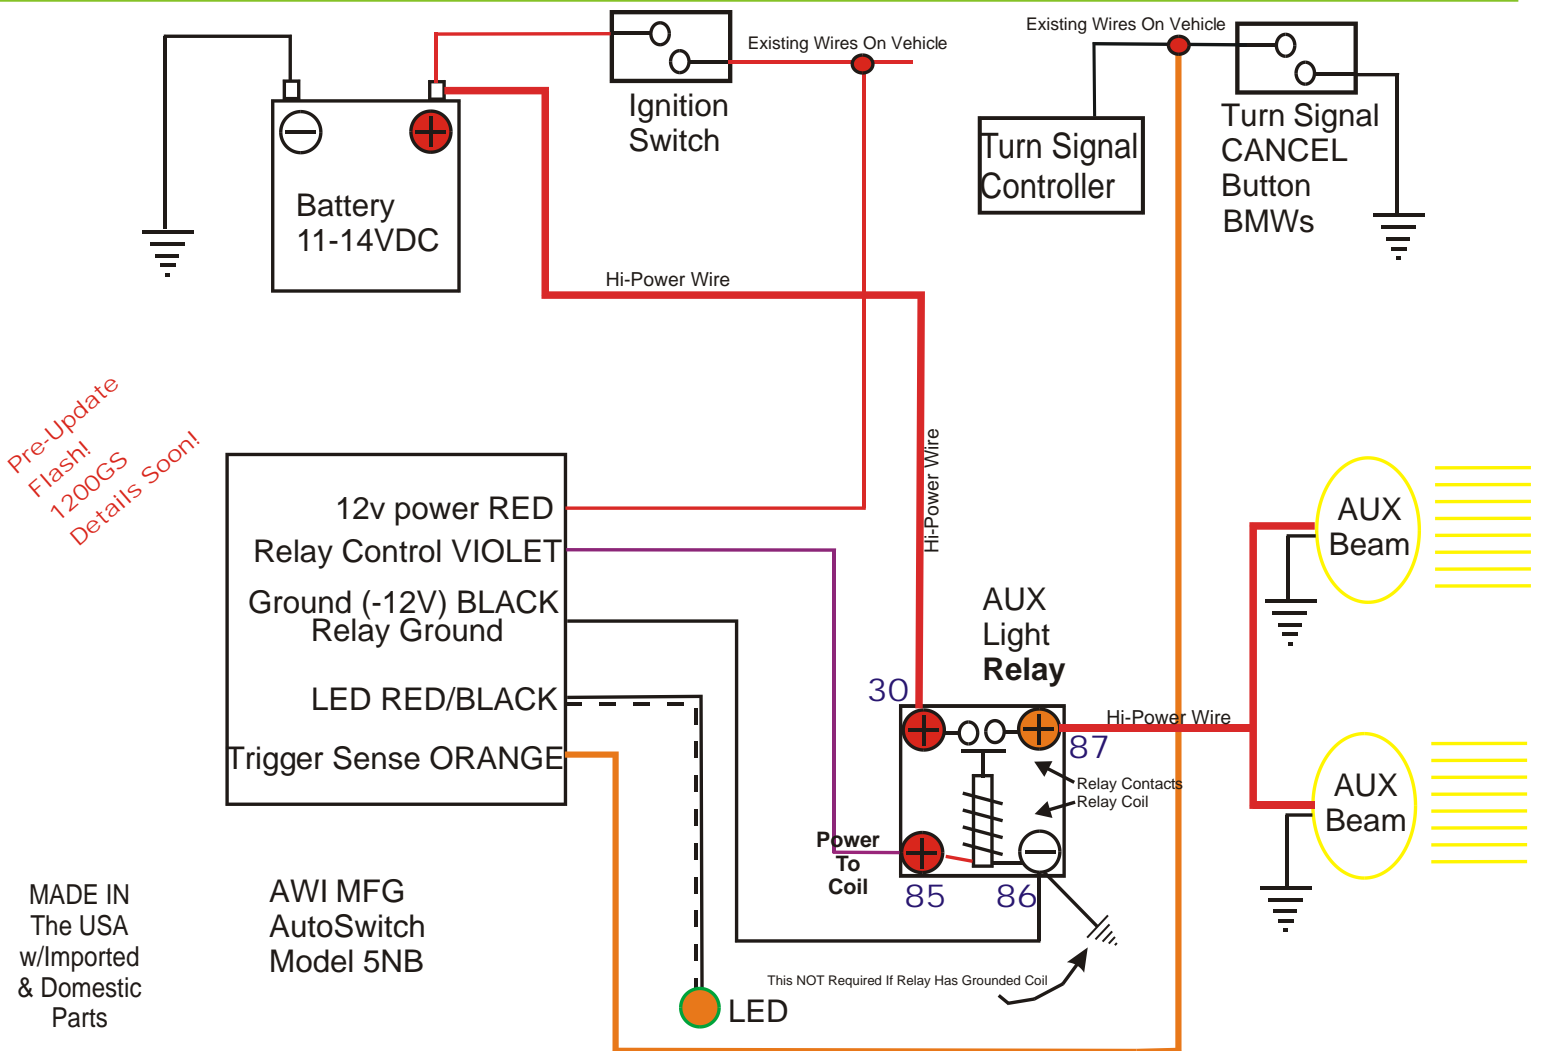 Existing Wires On Vehicle
Existing Wires On Vehicle
Ignition
Switch
Turn Signal
Controller
Turn Signal
CANCEL
Button
BMWs
Battery
11-14VDC
Hi-Power Wire
Pre-Update
Flash!
1200GS
Details Soon!
Hi-Power Wire
12v power RED
Relay Control VIOLET
Ground (-12V) BLACK
Relay Ground
LED RED/BLACK
Trigger Sense ORANGE
AUX
Beam
AUX
Light
Relay
30
Hi-Power Wire
87
Relay Contacts
Relay Coil
AUX
Beam
Power
To
Coil
85
86
MADE IN
The USA
w/Imported
& Domestic
Parts
AWI MFG
AutoSwitch
Model 5NB
This NOT Required If Relay Has Grounded Coil
LED